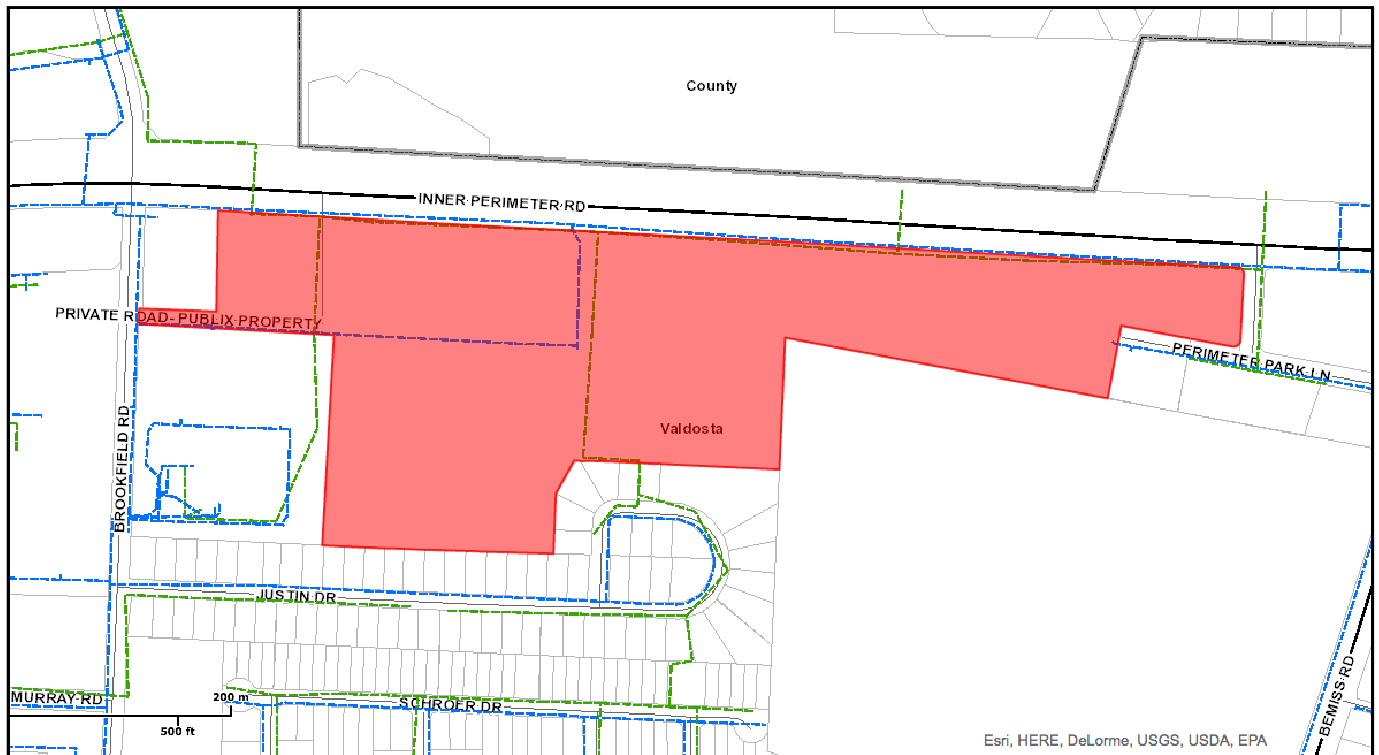 County
INNER PERIMETER RD
PRIVATE ROAD- PUBLIX PROPERTY
PERIMETER PARK LN
Valdosta
BROOKFIELD RD
JUSTIN DR
BEMISS RD
MURRAY RD
200 m
SCHROER DR
500 ft
Esri, HERE, DeLorme, USGS, USDA, EPA